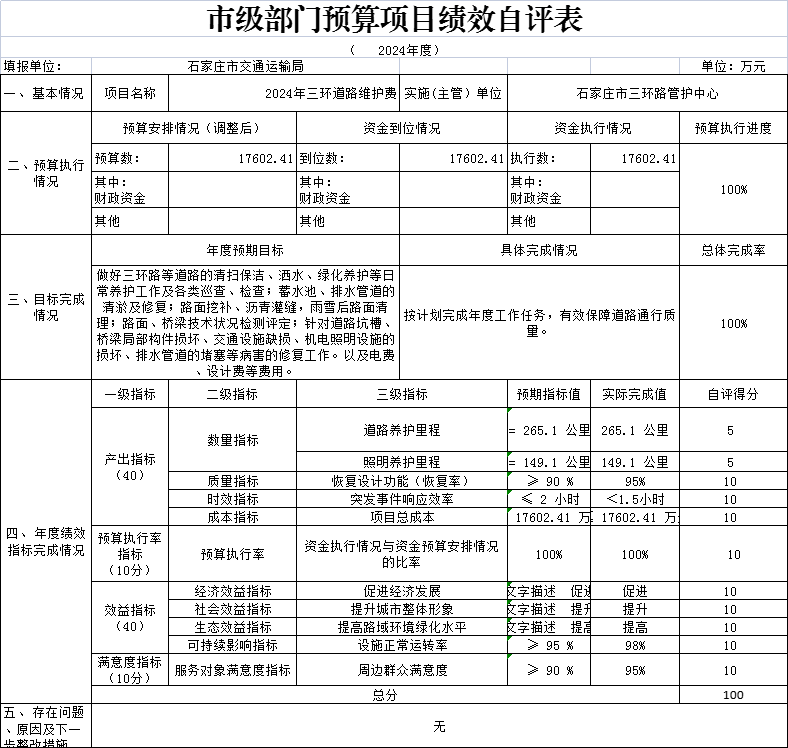 市级部门预算项目绩效自评表
（　2024年度）
填报单位： 石家庄市交通运输局 单位：万元
一、基本情况 项目名称 2024年三环道路维护费 实施(主管）单位 石家庄市三环路管护中心
二、预算执行情况 预算安排情况（调整后） 资金到位情况 资金执行情况 预算执行进度
预算数： 17602.41 到位数： 17602.41 执行数： 17602.41 100%
其中：财政资金 其中：财政资金 其中：财政资金
其他 其他 其他
三、目标完成情况 年度预期目标 具体完成情况 总体完成率
做好三环路等道路的清扫保洁、洒水、绿化养护等日
常养护工作及各类巡查、检查；蓄水池、排水管道的
清淤及修复；路面挖补、沥青灌缝，雨雪后路面清
理；路面、桥梁技术状况检测评定；针对道路坑槽、
桥梁局部构件损坏、交通设施缺损、机电照明设施的
损坏、排水管道的堵塞等病害的修复工作。以及电费
、设计费等费用。
按计划完成年度工作任务，有效保障道路通行质
量。
100%
四、年度绩效指标完成情况 一级指标 二级指标 三级指标 预期指标值 实际完成值 自评得分
产出指标（40） 数量指标 道路养护里程 = 265.1 公里 265.1 公里 5
照明养护里程 = 149.1 公里 149.1 公里 5
质量指标 恢复设计功能（恢复率） ≥ 90 % 95% 10
时效指标 突发事件响应效率 ≤ 2 小时 <1.5小时 10
成本指标 项目总成本 17602.41 万 17602.41 万 10
预算执行率指标（10分） 预算执行率 资金执行情况与资金预算安排情况的比率 100% 100% 10
效益指标（40） 经济效益指标 促进经济发展 文字描述 促进 促进 10
社会效益指标 提升城市整体形象 文字描述 提升 提升 10
生态效益指标 提高路域环境绿化水平 文字描述 提高 提高 10
可持续影响指标 设施正常运转率 ≥ 95 % 98% 10
满意度指标（10分） 服务对象满意度指标 周边群众满意度 ≥ 90 % 95% 10
总分 100
五、存在问题
、原因及下一
步整改措施
无